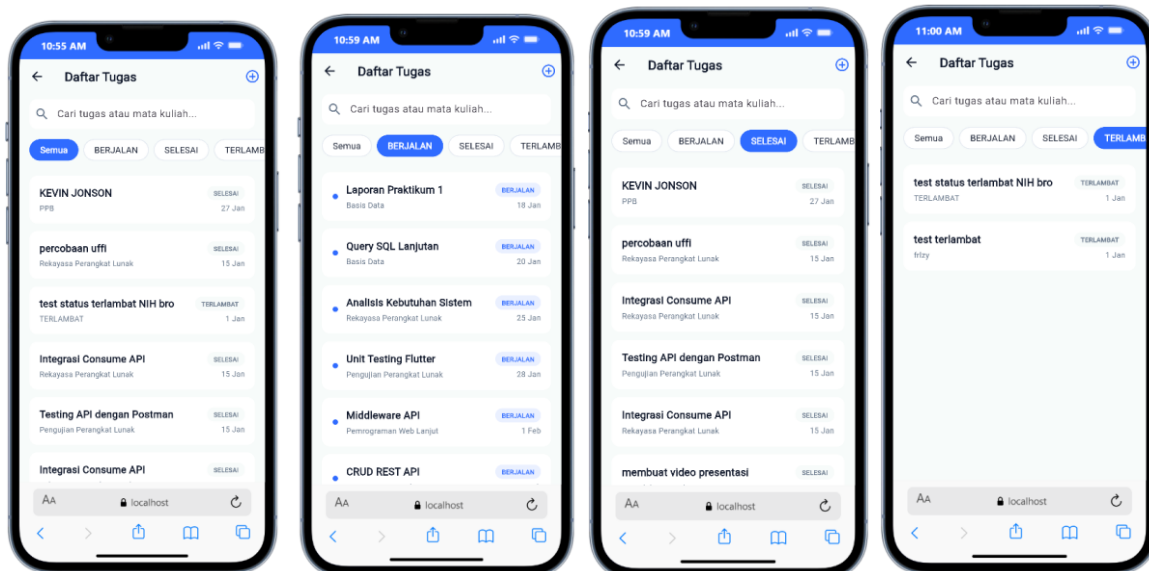 10:55 AM
Daftar Tugas
Cari tugas atau mata kuliah...
Semua BERJALAN SELESAI TERLAMB
KEVIN JONSON SELESAI
PPB 27 Jan
percobaan uffi SELESAI
Rekayasa Perangkat Lunak 15 Jan
test status terlambat NIH bro TERLAMBAT
TERLAMBAT 1 Jan
Integrasi Consume API SELESAI
Rekayasa Perangkat Lunak 15 Jan
Testing API dengan Postman SELESAI
Pengujian Perangkat Lunak 15 Jan
Integrasi Consume API SELESAI
AA localhost
10:59 AM
Daftar Tugas
Cari tugas atau mata kuliah...
Semua BERJALAN SELESAI TERLAMB
Laporan Praktikum 1 BERJALAN
Basis Data 18 Jan
Query SQL Lanjutan BERJALAN
Basis Data 20 Jan
Analisis Kebutuhan Sistem BERJALAN
Rekayasa Perangkat Lunak 25 Jan
Unit Testing Flutter BERJALAN
Pengujian Perangkat Lunak 28 Jan
Middleware API BERJALAN
Pemrograman Web Lanjut 1 Feb
CRUD REST API BERJALAN
AA localhost
10:59 AM
Daftar Tugas
Cari tugas atau mata kuliah...
Semua BERJALAN SELESAI TERLAMB
KEVIN JONSON SELESAI
PPB 27 Jan
percobaan uffi SELESAI
Rekayasa Perangkat Lunak 15 Jan
Integrasi Consume API SELESAI
Rekayasa Perangkat Lunak 15 Jan
Testing API dengan Postman SELESAI
Pengujian Perangkat Lunak 15 Jan
Integrasi Consume API SELESAI
Rekayasa Perangkat Lunak 15 Jan
membuat video presentasi SELESAI
AA localhost
11:00 AM
Daftar Tugas
Cari tugas atau mata kuliah...
Semua BERJALAN SELESAI TERLAMB
test status terlambat NIH bro TERLAMBAT
TERLAMBAT 1 Jan
test terlambat TERLAMBAT
frizy 1 Jan
AA localhost